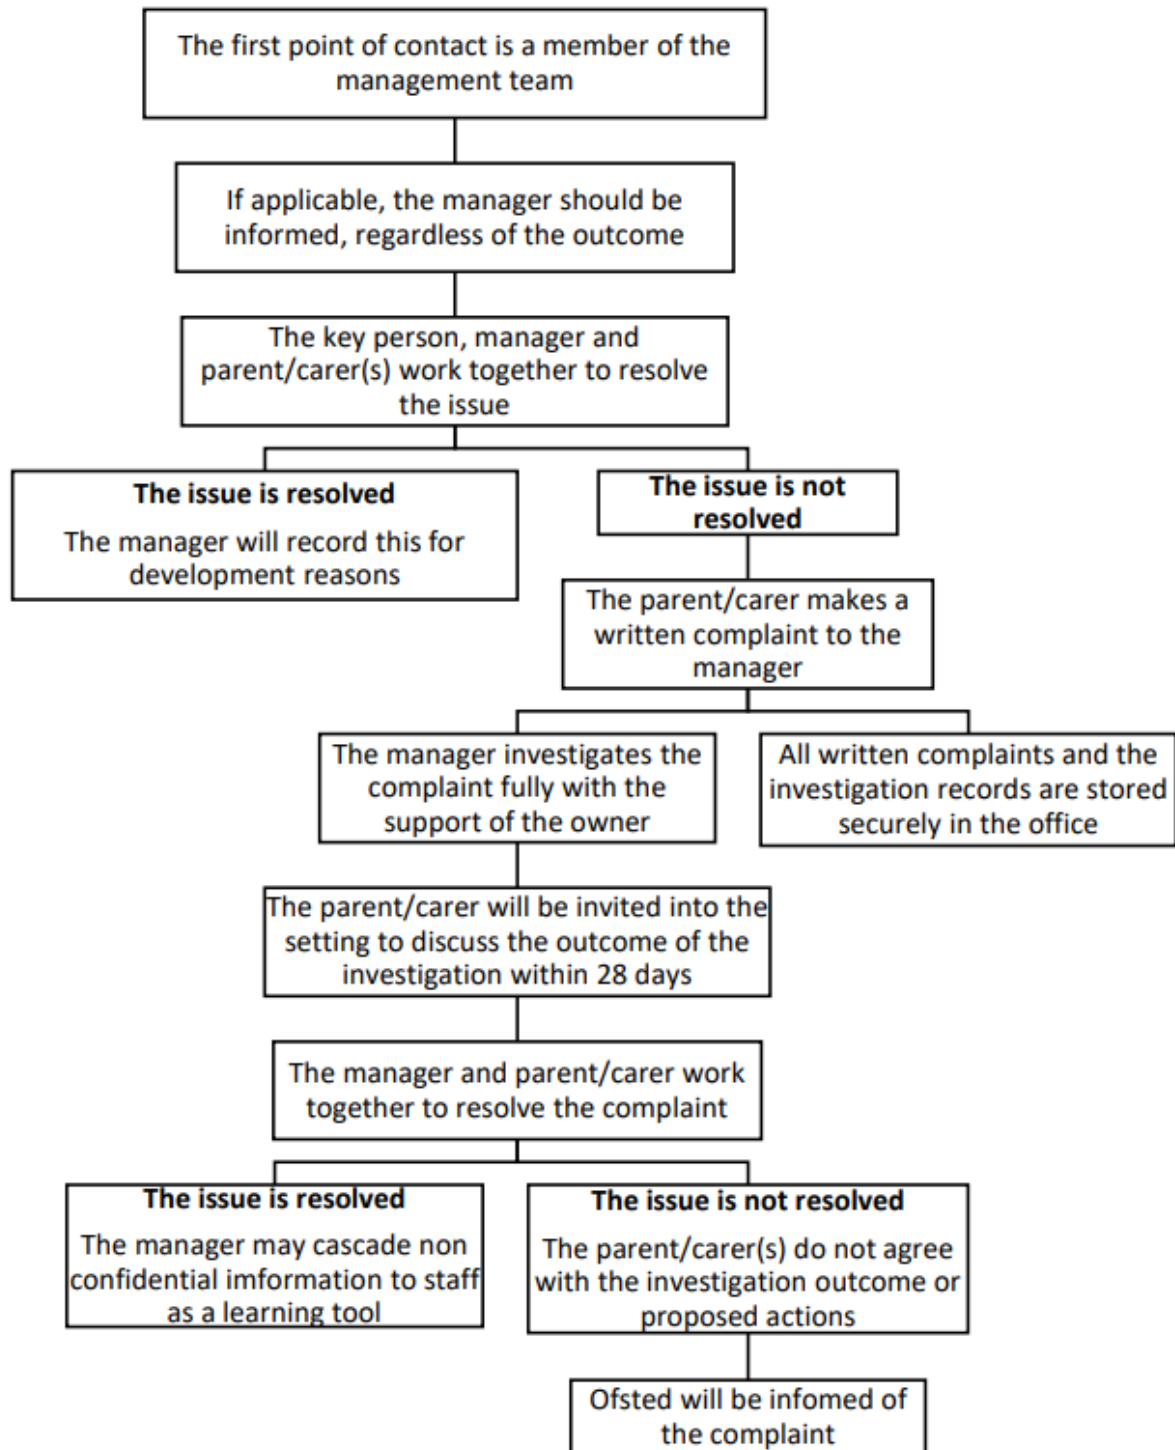 The first point of contact is a member of the
management team
If applicable, the manager should be
informed, regardless of the outcome
The key person, manager and
parent/carer(s) work together to resolve
the issue
The issue is resolved
The manager will record this for
development reasons
The issue is not
resolved
The parent/carer makes a
written complaint to the
manager
The manager investigates the
complaint fully with the
support of the owner
All written complaints and the
investigation records are stored
securely in the office
The parent/carer will be invited into the
setting to discuss the outcome of the
investigation within 28 days
The manager and parent/carer work
together to resolve the complaint
The issue is resolved
The manager may cascade non
confidential imformation to staff
as a learning tool
The issue is not resolved
The parent/carer(s) do not agree
with the investigation outcome or
proposed actions
Ofsted will be infomed of
the complaint